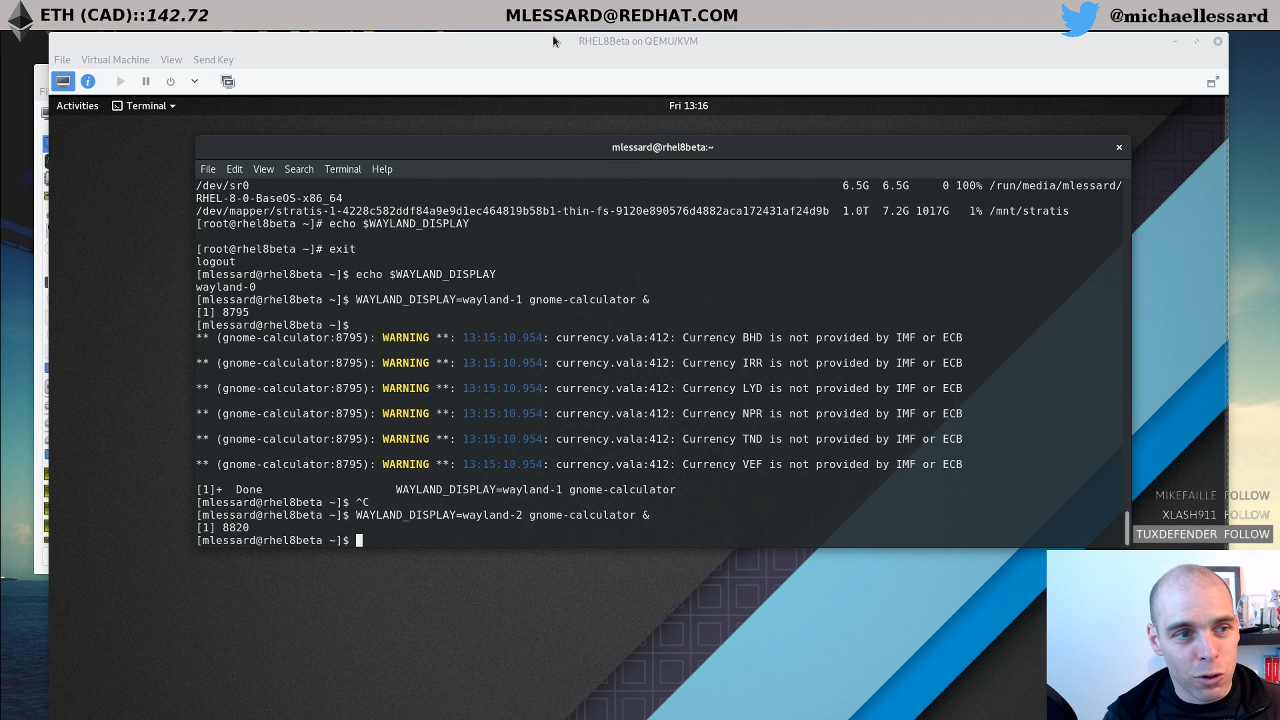 ETH (CAD)::142.72
MLESSARD@REDHAT.COM
@michaellessard
RHEL8Beta on QEMU/KVM
File Virtual Machine View Send Key
Activities Terminal Fri 13:16
mlessard@rhel8beta:~
File Edit View Search Terminal Help
/dev/sr0 6.5G 6.5G 0 100% /run/media/mlessard/
RHEL-8-0-BaseOS-x86_64
/dev/mapper/stratis-1-4228c582ddf84a9e9d1ec464819b58b1-thin-fs-9120e890576d4882aca172431af24d9b 1.0T 7.2G 1017G 1% /mnt/stratis
[root@rhel8beta ~]# echo $WAYLAND_DISPLAY
[root@rhel8beta ~]# exit
logout
[mlessard@rhel8beta ~]$ echo $WAYLAND_DISPLAY
wayland-0
[mlessard@rhel8beta ~]$ WAYLAND_DISPLAY=wayland-1 gnome-calculator &
[1] 8795
[mlessard@rhel8beta ~]$
** (gnome-calculator:8795): WARNING **: 13:15:10.954: currency.vala:412: Currency BHD is not provided by IMF or ECB
** (gnome-calculator:8795): WARNING **: 13:15:10.954: currency.vala:412: Currency IRR is not provided by IMF or ECB
** (gnome-calculator:8795): WARNING **: 13:15:10.954: currency.vala:412: Currency LYD is not provided by IMF or ECB
** (gnome-calculator:8795): WARNING **: 13:15:10.954: currency.vala:412: Currency NPR is not provided by IMF or ECB
** (gnome-calculator:8795): WARNING **: 13:15:10.954: currency.vala:412: Currency TND is not provided by IMF or ECB
** (gnome-calculator:8795): WARNING **: 13:15:10.954: currency.vala:412: Currency VEF is not provided by IMF or ECB
[1]+ Done WAYLAND_DISPLAY=wayland-1 gnome-calculator
[mlessard@rhel8beta ~]$ ^C
[mlessard@rhel8beta ~]$ WAYLAND_DISPLAY=wayland-2 gnome-calculator &
[1] 8820
[mlessard@rhel8beta ~]$
MIKEFAILLE FOLLOW
XLASH911 FOLLOW
TUXDEFENDER FOLLOW